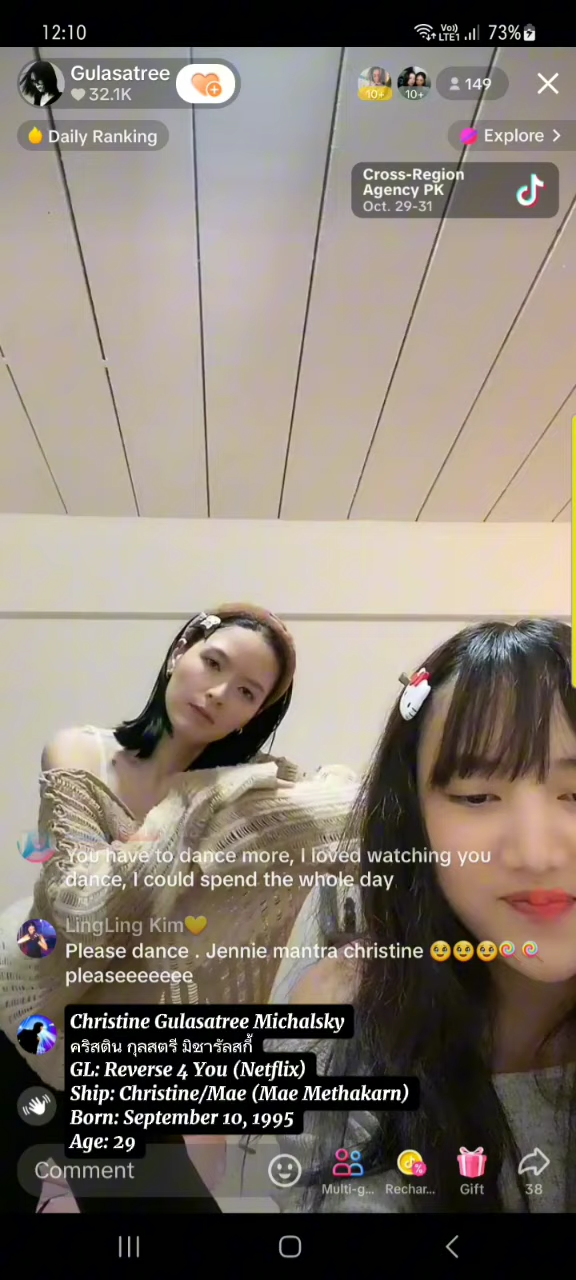 12:10
Vo)) LTE1 73%
Gulasatree
32.1K
10+ 10+
149
Daily Ranking
Explore >
Cross-Region
Agency PK
Oct. 29-31
You have to dance more, I loved watching you
dance, I could spend the whole day
LingLing Kim💛
Please dance . Jennie mantra christine 🥹🥹🥹🍭🍭
pleaseeeeeee
Christine Gulasatree Michalsky
คริสติน กุลสตรี มิชารัลสกี้
GL: Reverse 4 You (Netflix)
Ship: Christine/Mae (Mae Methakarn)
Born: September 10, 1995
Age: 29
Comment
Multi-g...
Rechar...
Gift
38